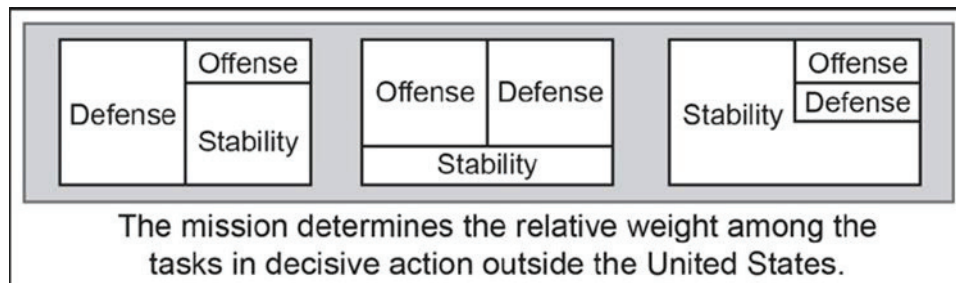 Defense
Offense
Stability
Offense
Defense
Stability
Stability
Offense
Defense
The mission determines the relative weight among the
tasks in decisive action outside the United States.